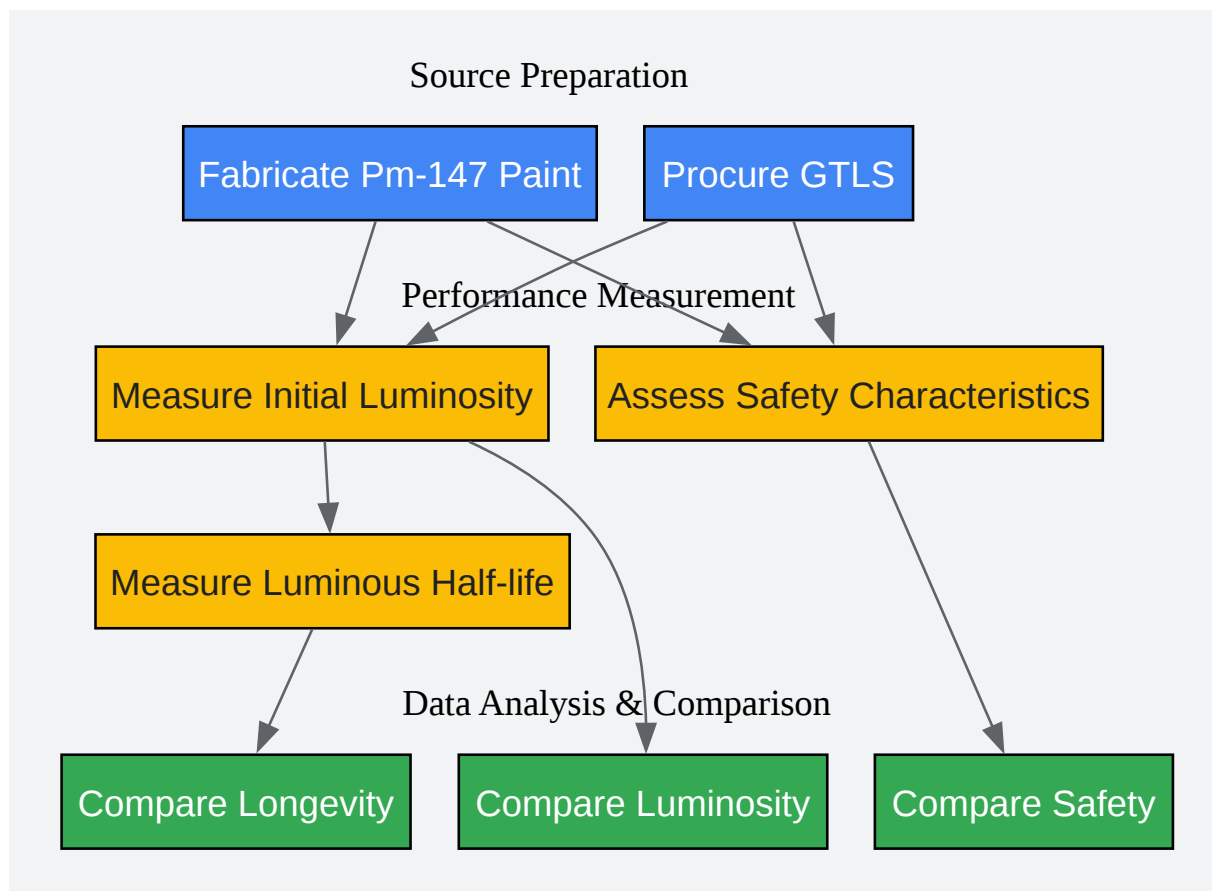 Source Preparation
Fabricate Pm-147 Paint
Procure GTLS
Performance Measurement
Measure Initial Luminosity
Assess Safety Characteristics
Measure Luminous Half-life
Data Analysis & Comparison
Compare Longevity
Compare Luminosity
Compare Safety